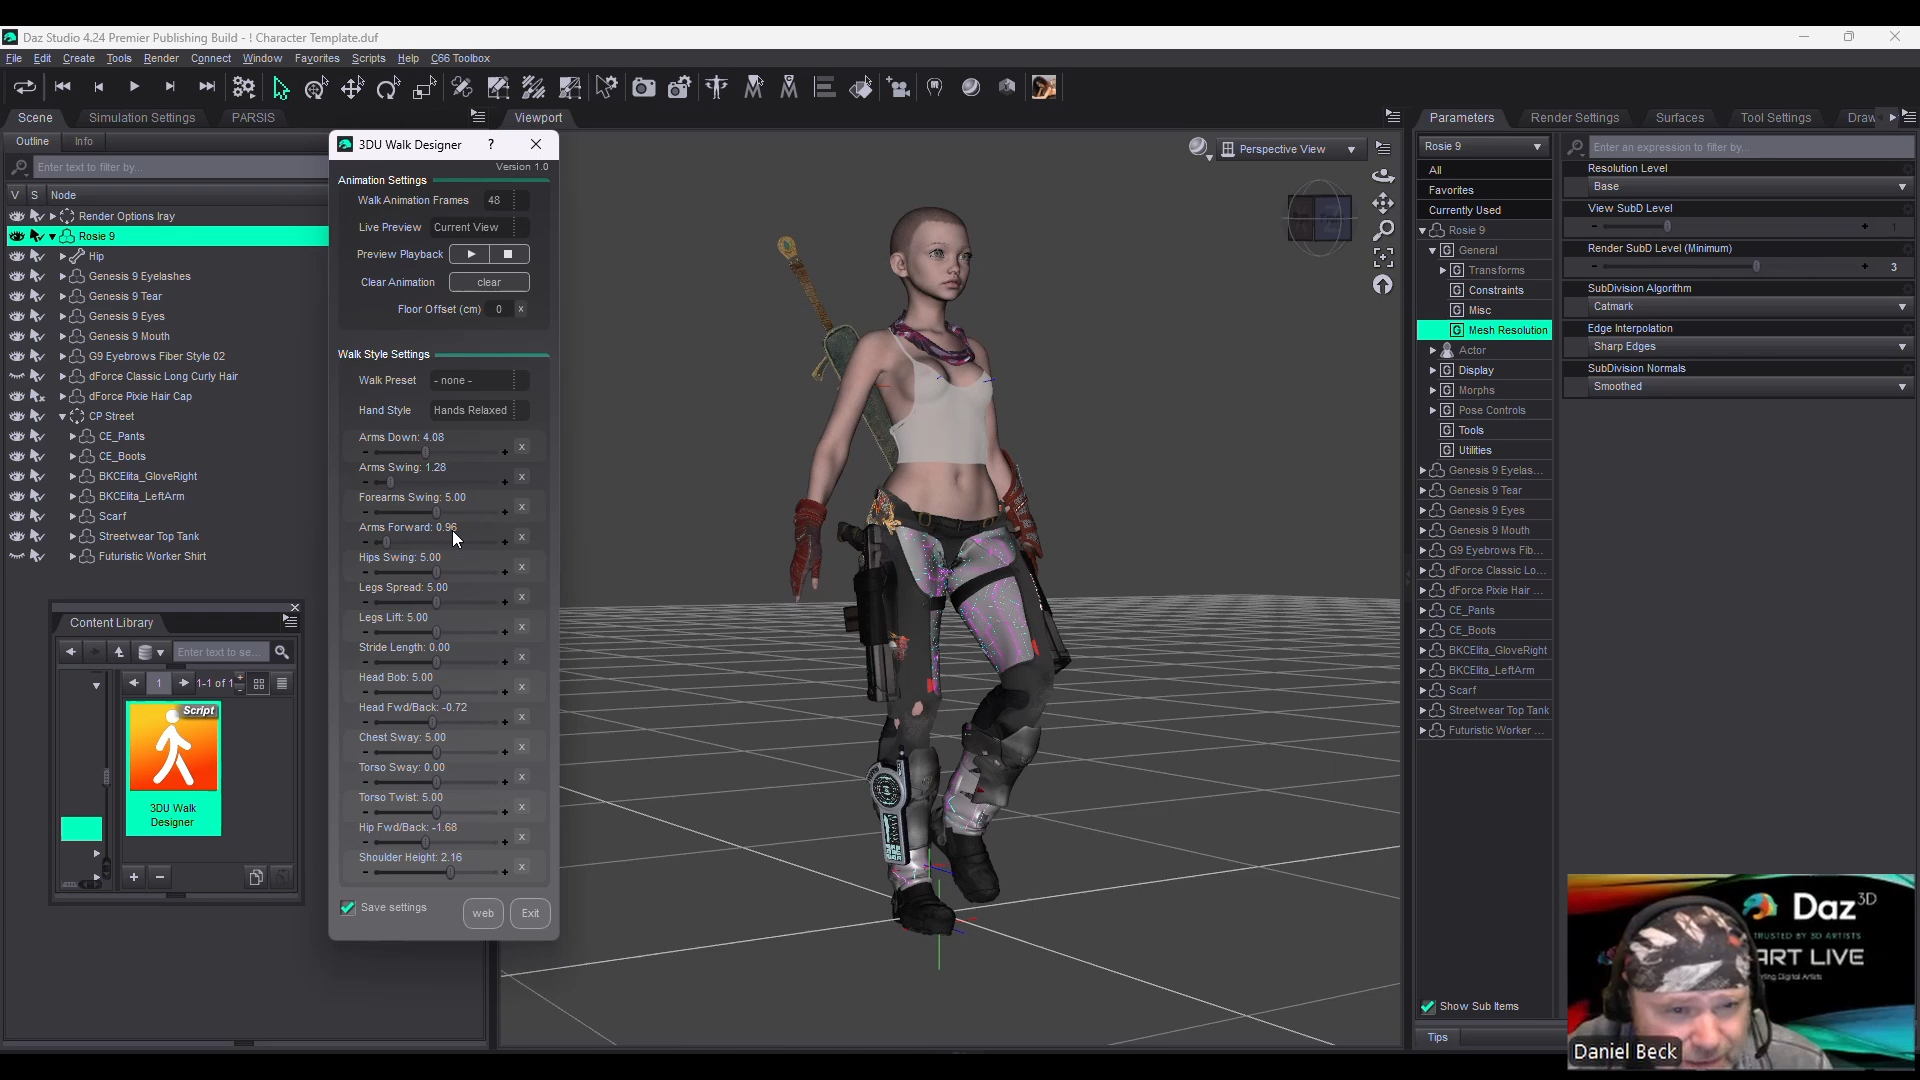 Daz Studio 4.24 Premier Publishing Build - ! Character Template.duf
File Edit Create Tools Render Connect Window Favorites Scripts Help C66 Toolbox
Scene Simulation Settings PARSIS
Outline Info
Enter text to filter by...
V S Node
Render Options Iray
Rosie 9
Hip
Genesis 9 Eyelashes
Genesis 9 Tear
Genesis 9 Eyes
Genesis 9 Mouth
G9 Eyebrows Fiber Style 02
dForce Classic Long Curly Hair
dForce Pixie Hair Cap
CP Street
CE_Pants
CE_Boots
BKCElita_GloveRight
BKCElita_LeftArm
Scarf
Streetwear Top Tank
Futuristic Worker Shirt
Content Library
Enter text to se...
1 1-1 of 1
Script
3DU Walk
Designer
3DU Walk Designer ?
Version 1.0
Animation Settings
Walk Animation Frames 48
Live Preview Current View
Preview Playback
Clear Animation clear
Floor Offset (cm) 0 x
Walk Style Settings
Walk Preset - none -
Hand Style Hands Relaxed
Arms Down: 4.08
- + x
Arms Swing: 1.28
- + x
Forearms Swing: 5.00
- + x
Arms Forward: 0.96
- + x
Hips Swing: 5.00
- + x
Legs Spread: 5.00
- + x
Legs Lift: 5.00
- + x
Stride Length: 0.00
- + x
Head Bob: 5.00
- + x
Head Fwd/Back: -0.72
- + x
Chest Sway: 5.00
- + x
Torso Sway: 0.00
- + x
Torso Twist: 5.00
- + x
Hip Fwd/Back: -1.68
- + x
Shoulder Height: 2.16
- + x
Save settings web Exit
Viewport
Perspective View
Parameters Render Settings Surfaces Tool Settings Draw
Rosie 9
All
Favorites
Currently Used
Rosie 9
General
Transforms
Constraints
Misc
Mesh Resolution
Actor
Display
Morphs
Pose Controls
Tools
Utilities
Genesis 9 Eyelas...
Genesis 9 Tear
Genesis 9 Eyes
Genesis 9 Mouth
G9 Eyebrows Fib...
dForce Classic Lo...
dForce Pixie Hair ...
CE_Pants
CE_Boots
BKCElita_GloveRight
BKCElita_LeftArm
Scarf
Streetwear Top Tank
Futuristic Worker ...
Show Sub Items
Tips
Enter an expression to filter by...
Resolution Level
Base
View SubD Level
- + 1
Render SubD Level (Minimum)
- + 3
SubDivision Algorithm
Catmark
Edge Interpolation
Sharp Edges
SubDivision Normals
Smoothed
Daz3D
TRUSTED BY 3D ARTISTS
ART LIVE
Digital Artists
Daniel Beck